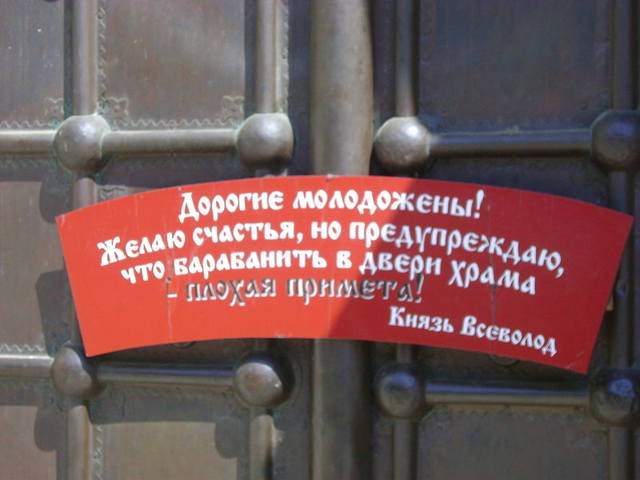 Дорогие молодожены!
Желаю счастья, но предупреждаю,
что барабанить в двери храма
- плохая примета!
Князь Всеволод